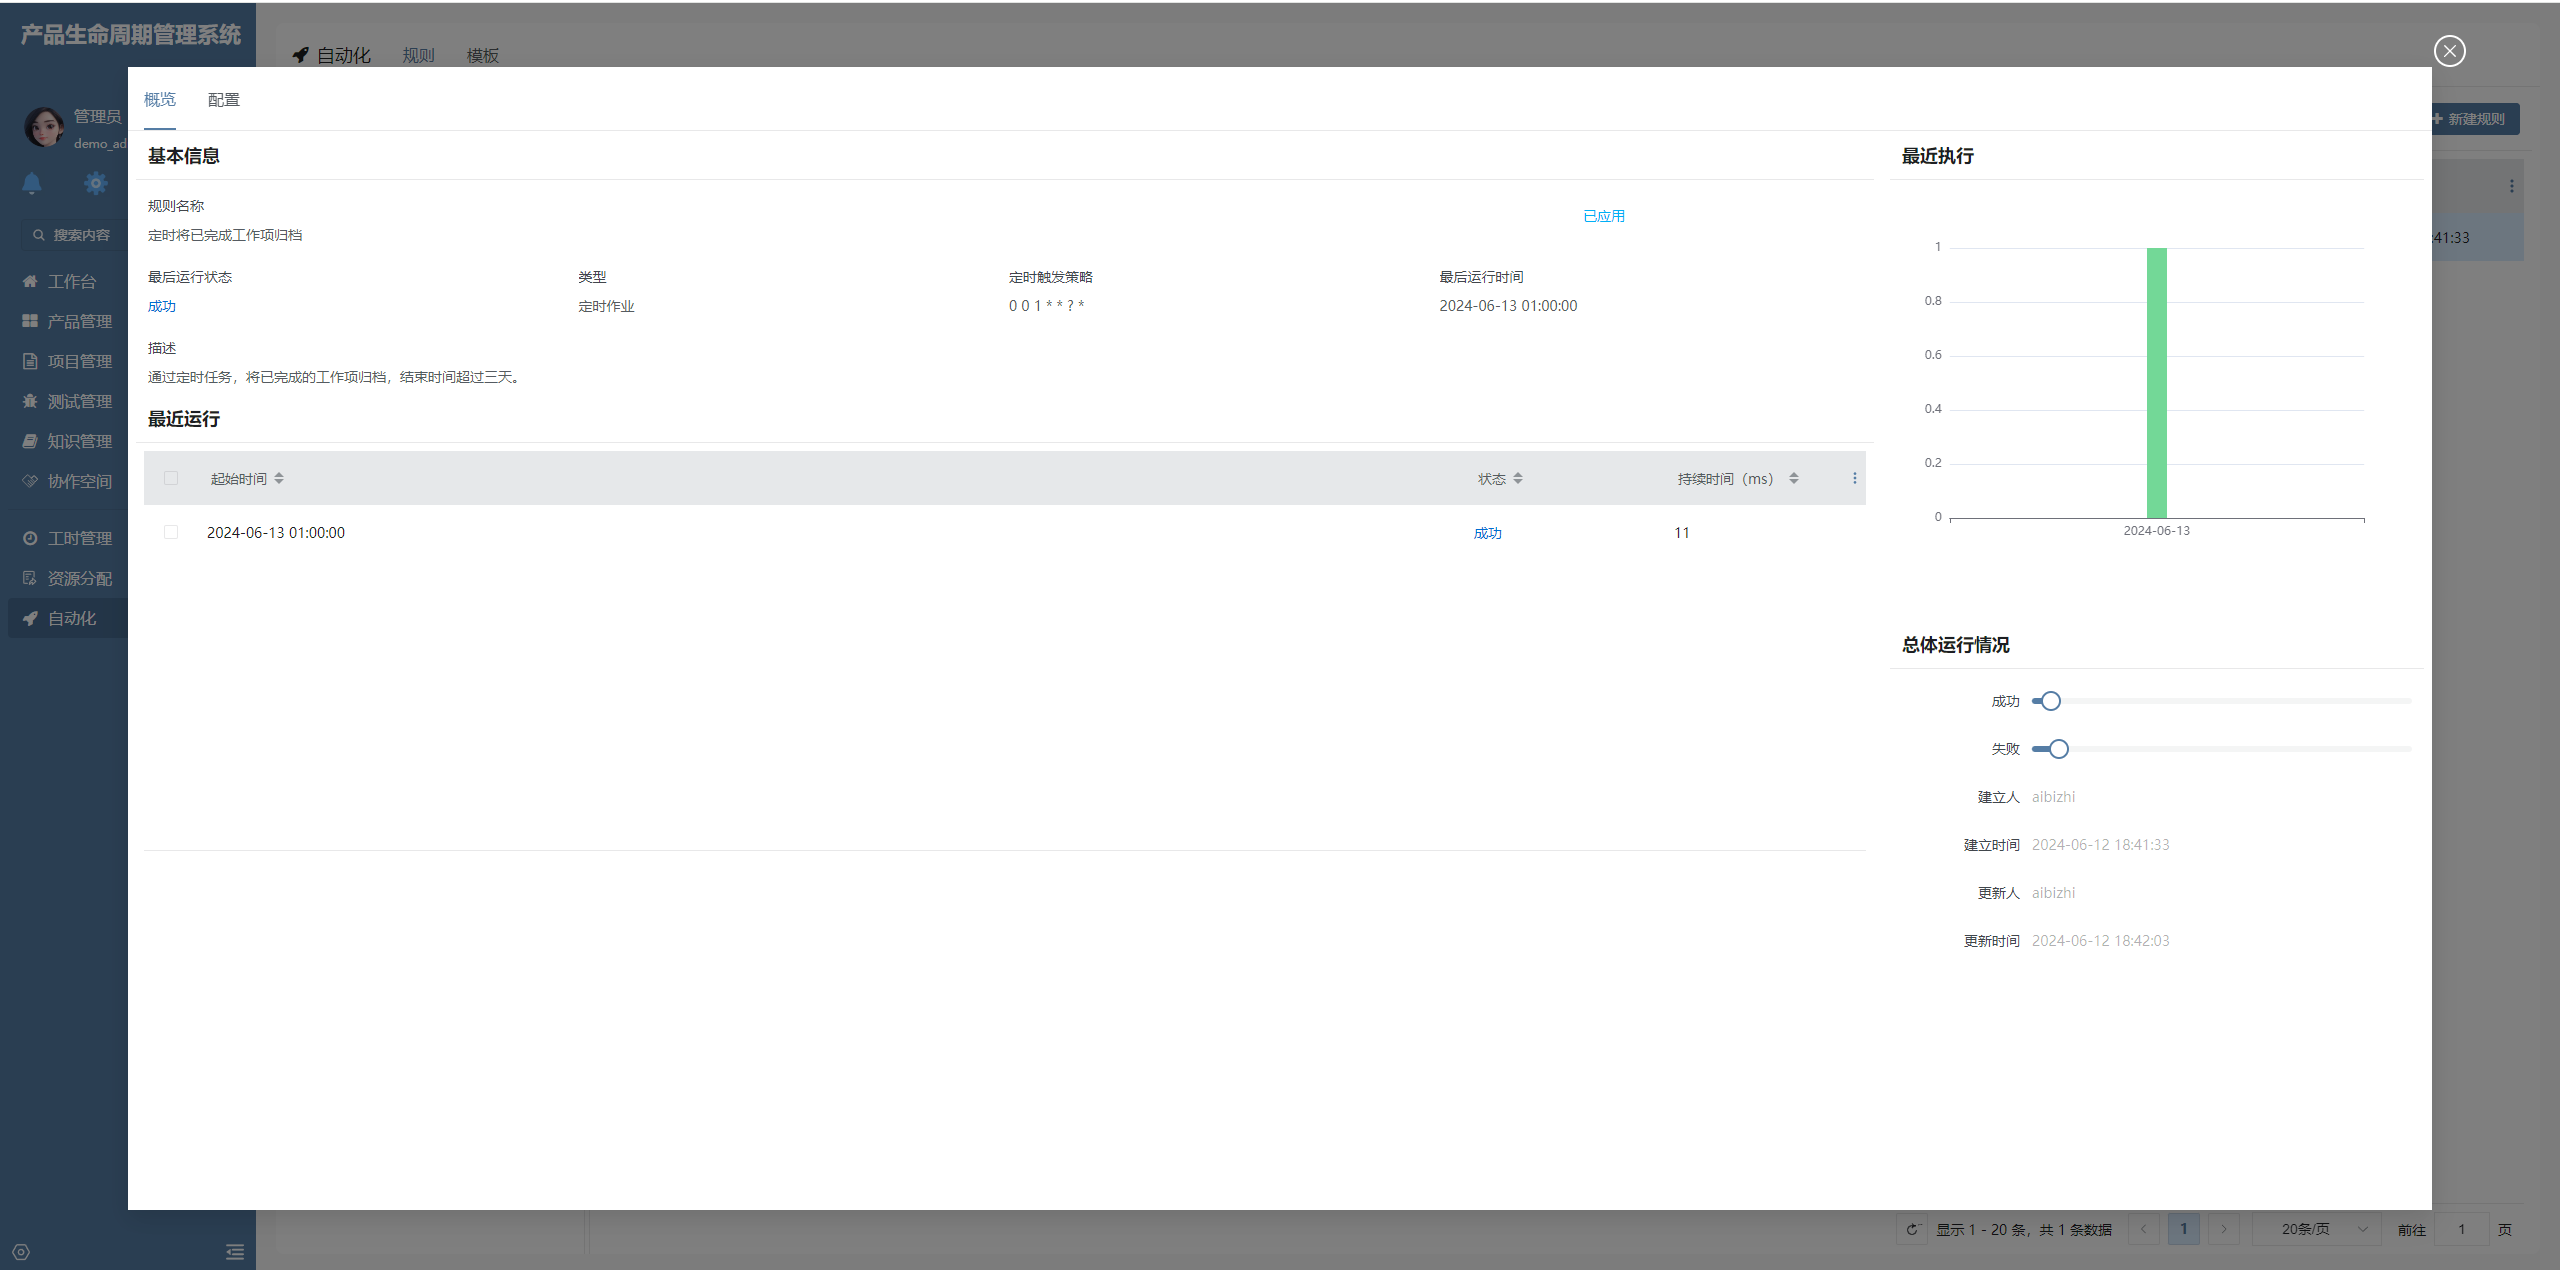 产品生命周期管理系统
自动化 规则 模板
管理员
demo_ad
搜索内容
工作台
产品管理
项目管理
测试管理
知识管理
协作空间
工时管理
资源分配
自动化
新建规则
:41:33
概览 配置
基本信息
规则名称
定时将已完成工作项归档
已应用
最后运行状态 类型 定时触发策略 最后运行时间
成功 定时作业 0 0 1 * * ? * 2024-06-13 01:00:00
描述
通过定时任务，将已完成的工作项归档，结束时间超过三天。
最近运行
起始时间 状态 持续时间（ms）
2024-06-13 01:00:00 成功 11
最近执行
1
0.8
0.6
0.4
0.2
0
2024-06-13
总体运行情况
成功
失败
建立人 aibizhi
建立时间 2024-06-12 18:41:33
更新人 aibizhi
更新时间 2024-06-12 18:42:03
显示 1 - 20 条，共 1 条数据 1 20条/页 前往 1 页